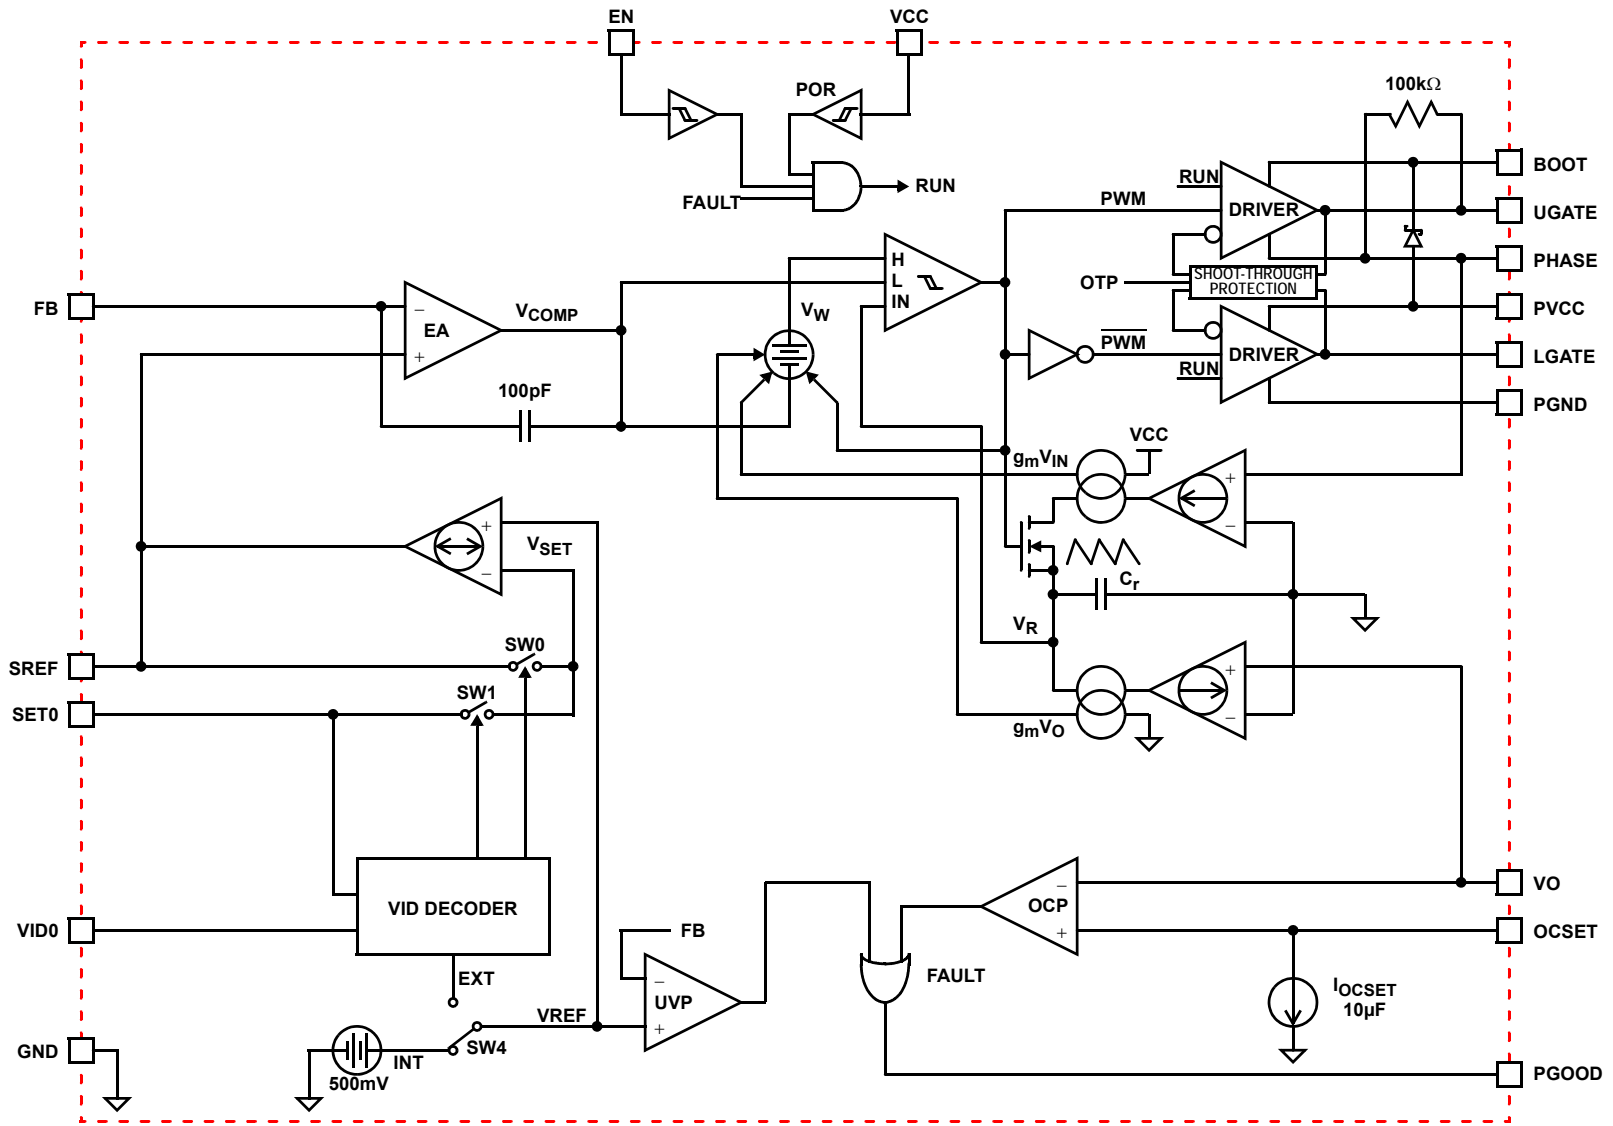 EN
VCC
POR
100kΩ
BOOT
RUN
RUN
FAULT
PWM
DRIVER
UGATE
H
L
IN
PHASE
OTP
SHOOT-THROUGH
PROTECTION
FB
−
EA
+
VCOMP
VW
PVCC
PWM
DRIVER
LGATE
RUN
100pF
PGND
VCC
gmVIN
+
−
+
VSET
−
Cr
VR
SW0
SREF
SW1
SET0
+
−
gmVO
VID DECODER
VO
−
OCP
+
OCSET
VID0
FB
EXT
−
UVP
+
FAULT
IOCSET
10µF
VREF
SW4
GND
INT
500mV
PGOOD